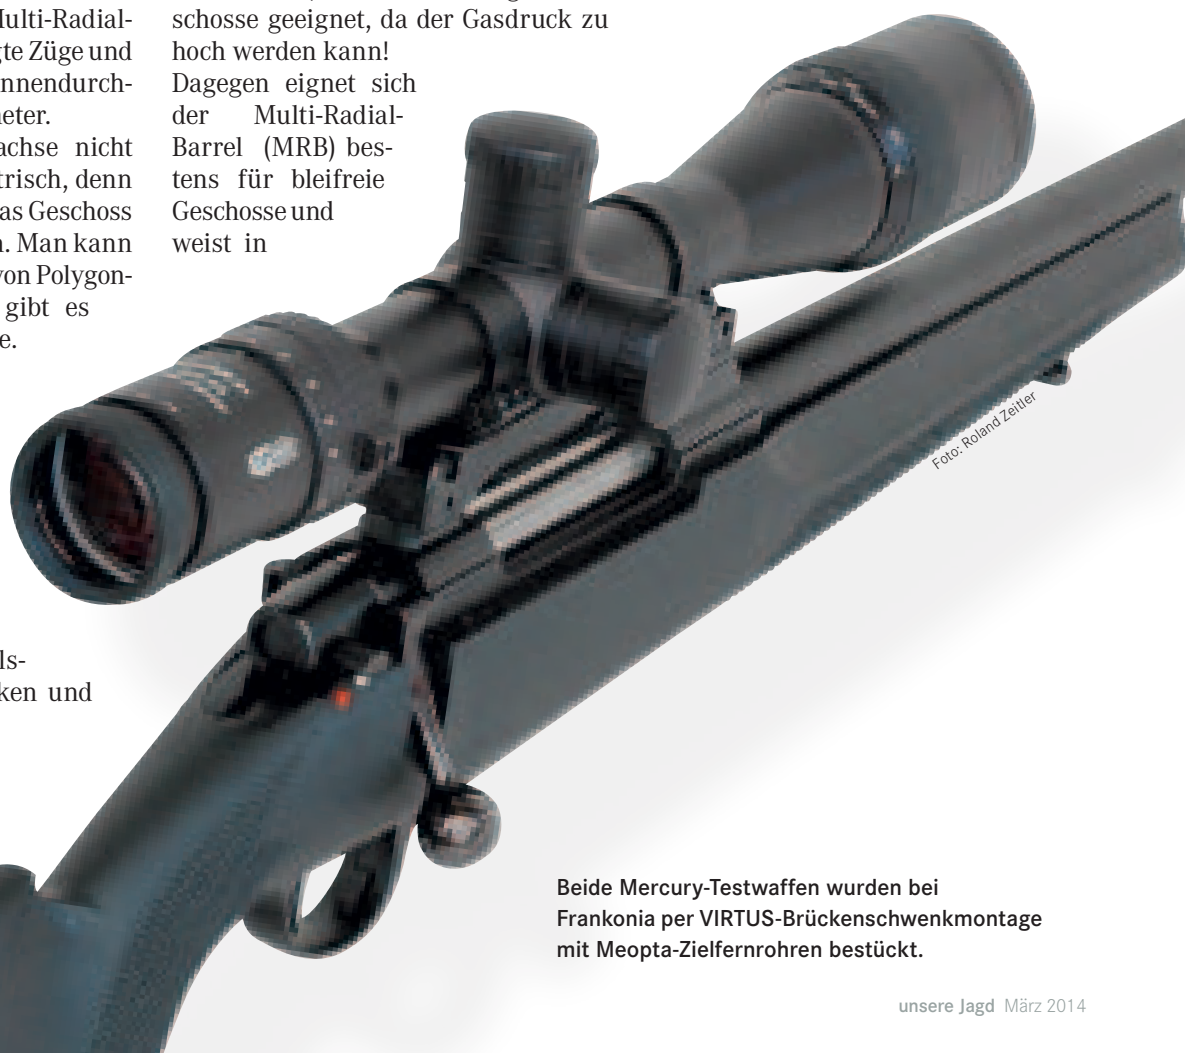 Multi-Radial-
Züge und
nnendurch-
eter.
achse nicht
trisch, denn
as Geschoss
n. Man kann
von Polygon-
gibt es
e.
ls-
ken und
schosse geeignet, da der Gasdruck zu
hoch werden kann!
Dagegen eignet sich
der Multi-Radial-
Barrel (MRB) bes-
tens für bleifreie
Geschosse und
weist in
Foto: Roland Zeitler
Beide Mercury-Testwaffen wurden bei
Frankonia per VIRTUS-Brückenschwenkmontage
mit Meopta-Zielfernrohren bestückt.
unsere Jagd März 2014